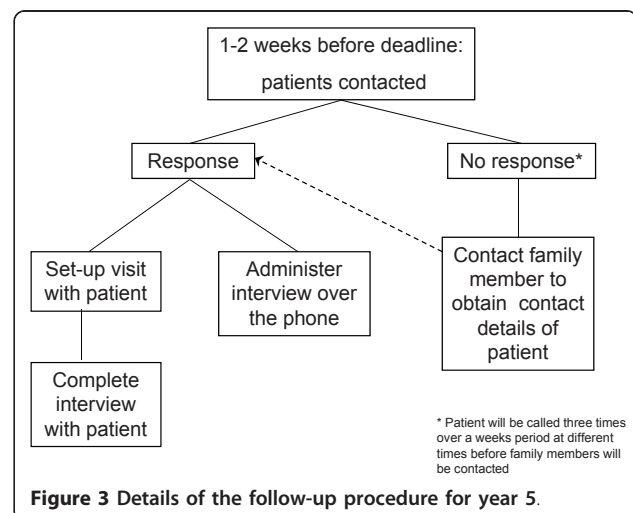 1-2 weeks before deadline:
patients contacted
Response
No response*
Set-up visit
with patient
Administer
interview over
the phone
Contact family
member to
obtain contact
details of
patient
Complete
interview
with patient
* Patient will be called three times
over a weeks period at different
times before family members will
be contacted
Figure 3 Details of the follow-up procedure for year 5.